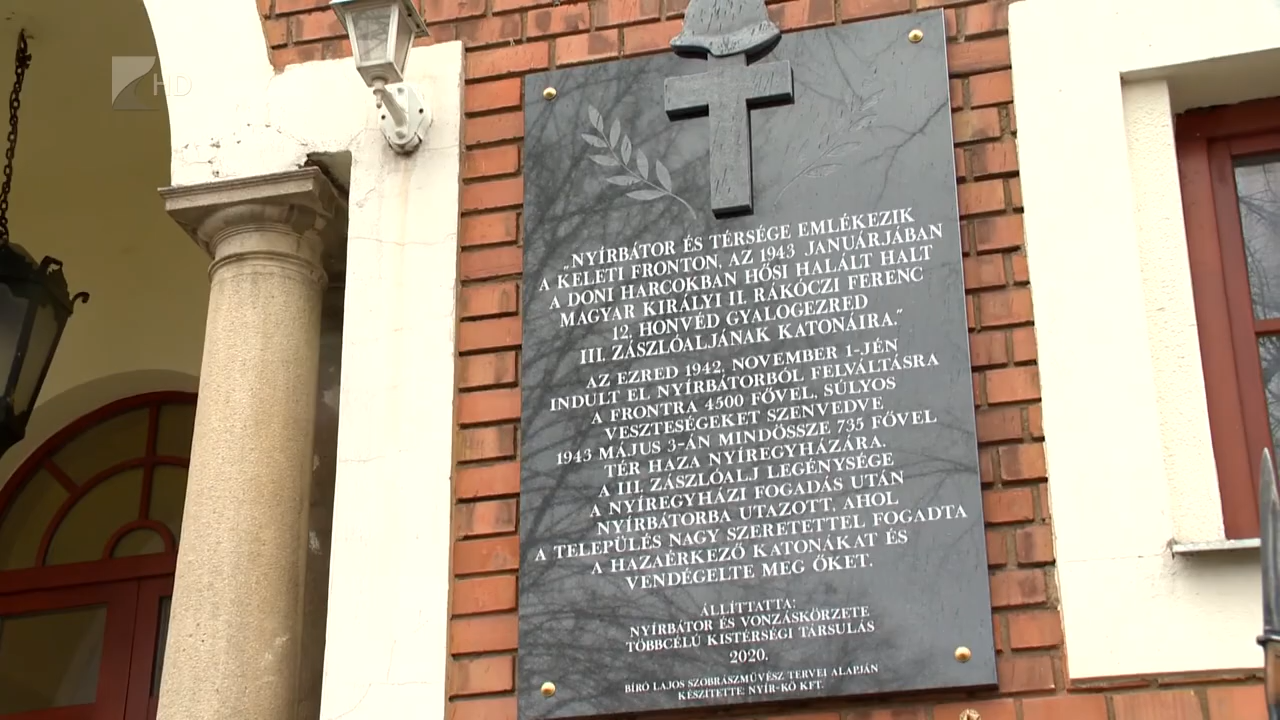 HD
„NYÍRBÁTOR ÉS TÉRSÉGE EMLÉKEZIK
A KELETI FRONTON, AZ 1943 JANUÁRJÁBAN
A DONI HARCOKBAN HŐSI HALÁLT HALT
MAGYAR KIRÁLYI II. RÁKÓCZI FERENC
12. HONVÉD GYALOGEZRED
III. ZÁSZLÓALJÁNAK KATONÁIRA.”
AZ EZRED 1942. NOVEMBER 1-JÉN
INDULT EL NYÍRBÁTORBÓL FELVÁLTÁSRA
A FRONTRA 4500 FŐVEL, SÚLYOS
VESZTESÉGEKET SZENVEDVE
1943 MÁJUS 3-ÁN MINDÖSSZE 735 FŐVEL
TÉR HAZA NYÍREGYHÁZÁRA.
A III. ZÁSZLÓALJ LEGÉNYSÉGE
A NYÍREGYHÁZI FOGADÁS UTÁN
NYÍRBÁTORBA UTAZOTT, AHOL
A TELEPÜLÉS NAGY SZERETETTEL FOGADTA
A HAZAÉRKEZŐ KATONÁKAT ÉS
VENDÉGELTE MEG ŐKET.
ÁLLÍTTATTA:
NYÍRBÁTOR ÉS VONZÁSKÖRZETE
TÖBBCÉLÚ KISTÉRSÉGI TÁRSULÁS
2020.
BÍRÓ LAJOS SZOBRÁSZMŰVÉSZ TERVEI ALAPJÁN
KÉSZÍTETTE: NYÍR-KŐ KFT.